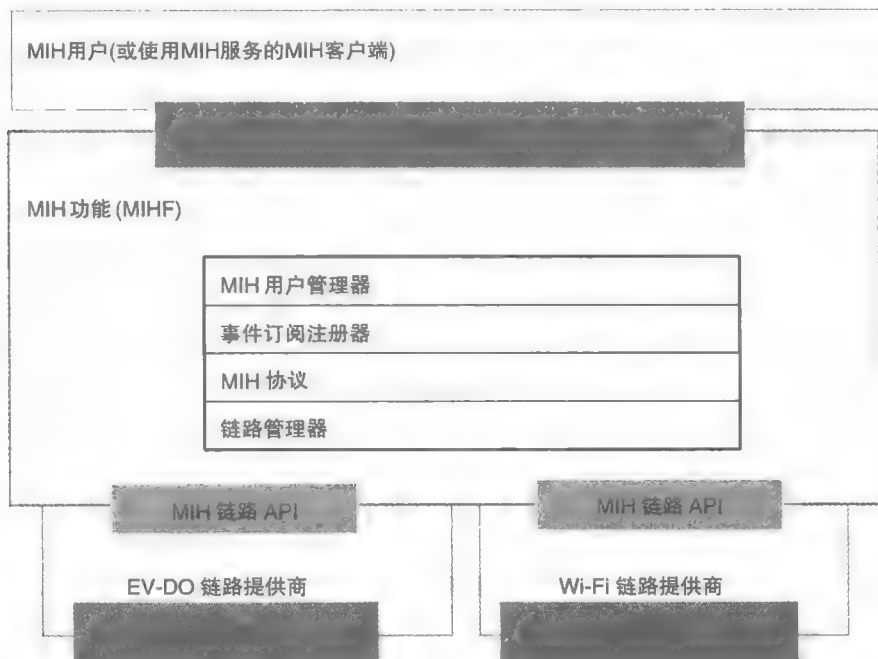 MIH用户(或使用MIH服务的MIH客户端)
MIH 功能 (MIHF)
MIH 用户管理器
事件订阅注册器
MIH 协议
链路管理器
MIH 链路 API
MIH 链路 API
EV-DO 链路提供商
Wi-Fi 链路提供商